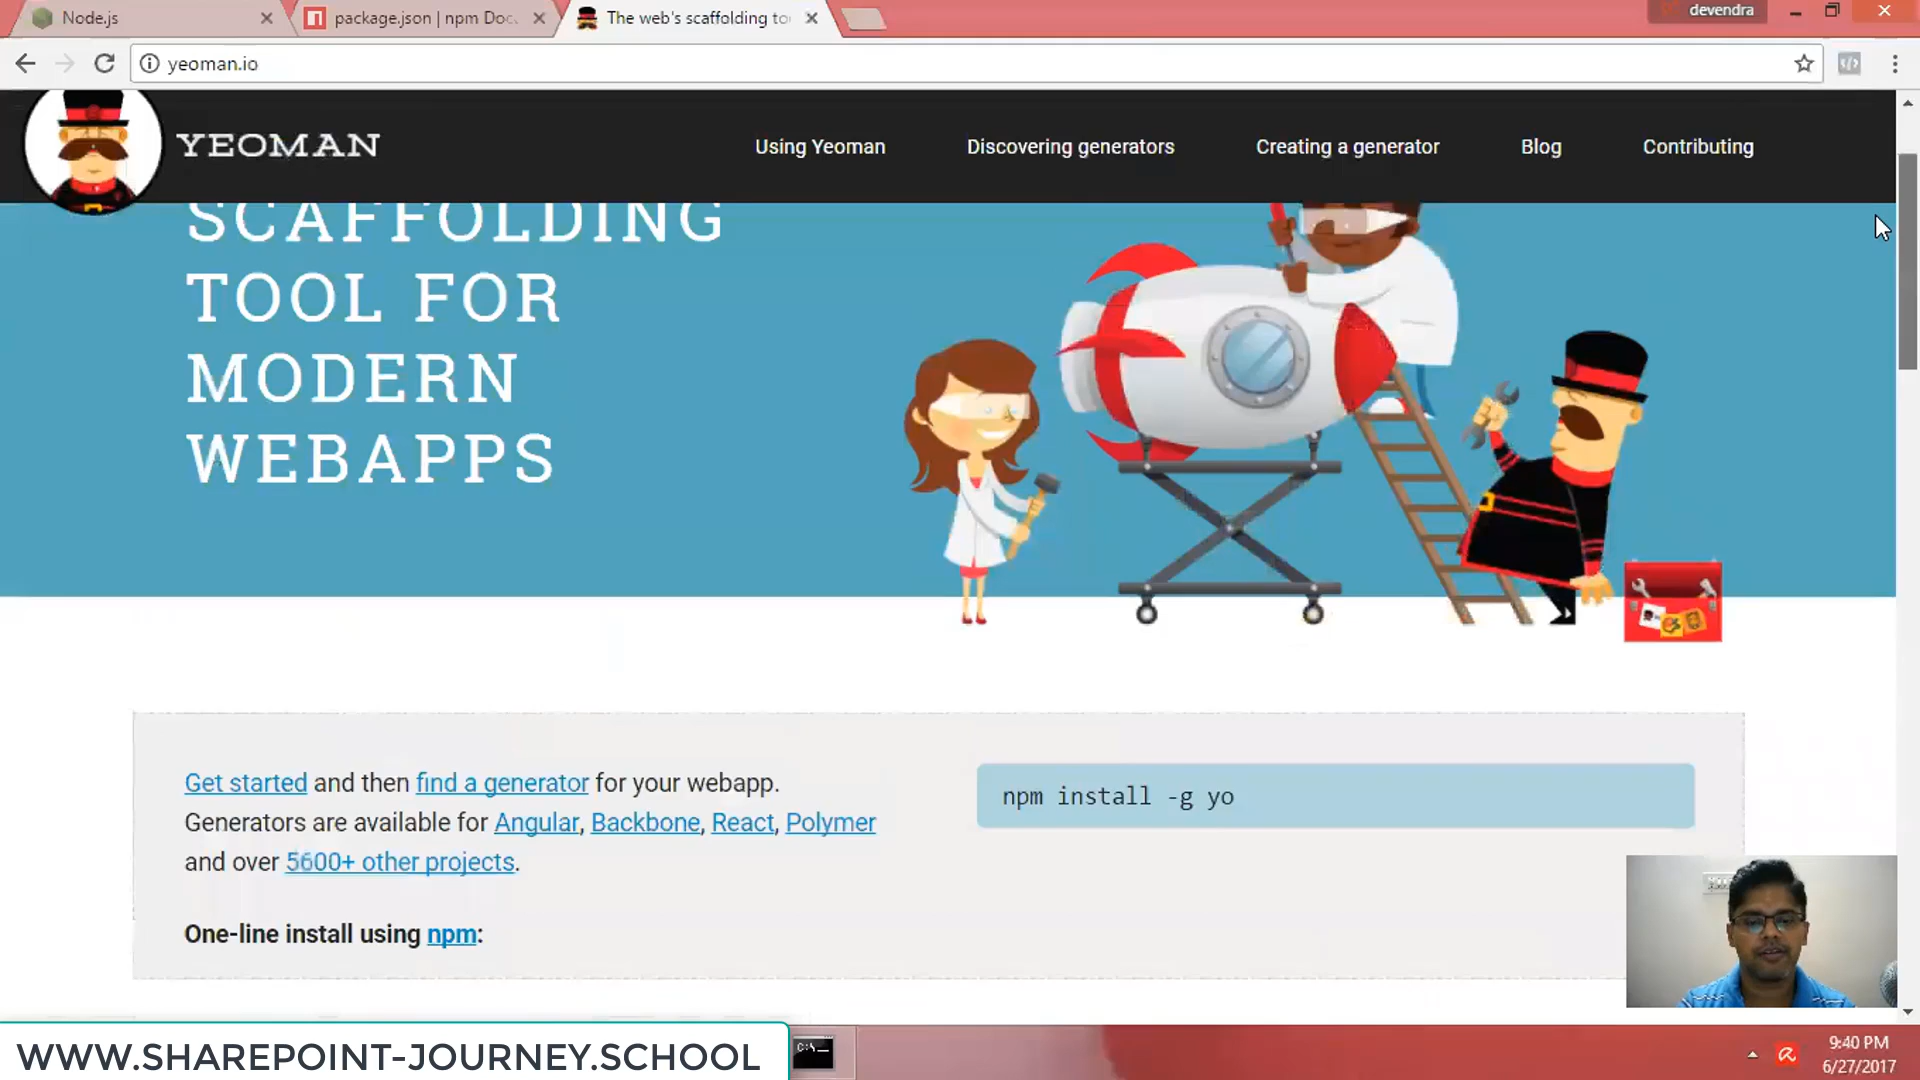 Node.js
package.json | npm Doc
The web's scaffolding to
devendra
yeoman.io
YEOMAN
Using Yeoman
Discovering generators
Creating a generator
Blog
Contributing
SCAFFOLDING
TOOL FOR
MODERN
WEBAPPS
Get started and then find a generator for your webapp.
Generators are available for Angular, Backbone, React, Polymer
and over 5600+ other projects.
One-line install using npm:
npm install -g yo
WWW.SHAREPOINT-JOURNEY.SCHOOL
9:40 PM
6/27/2017